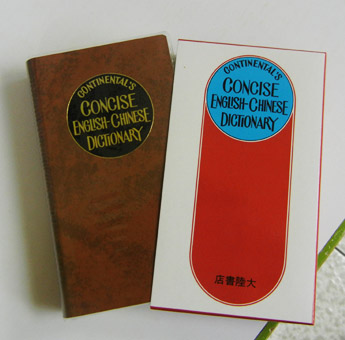 CONTINENTAL'S
CONCISE
ENGLISH-CHINESE
DICTIONARY
CONTINENTAL'S
CONCISE
ENGLISH-CHINESE
DICTIONARY
店書陸大